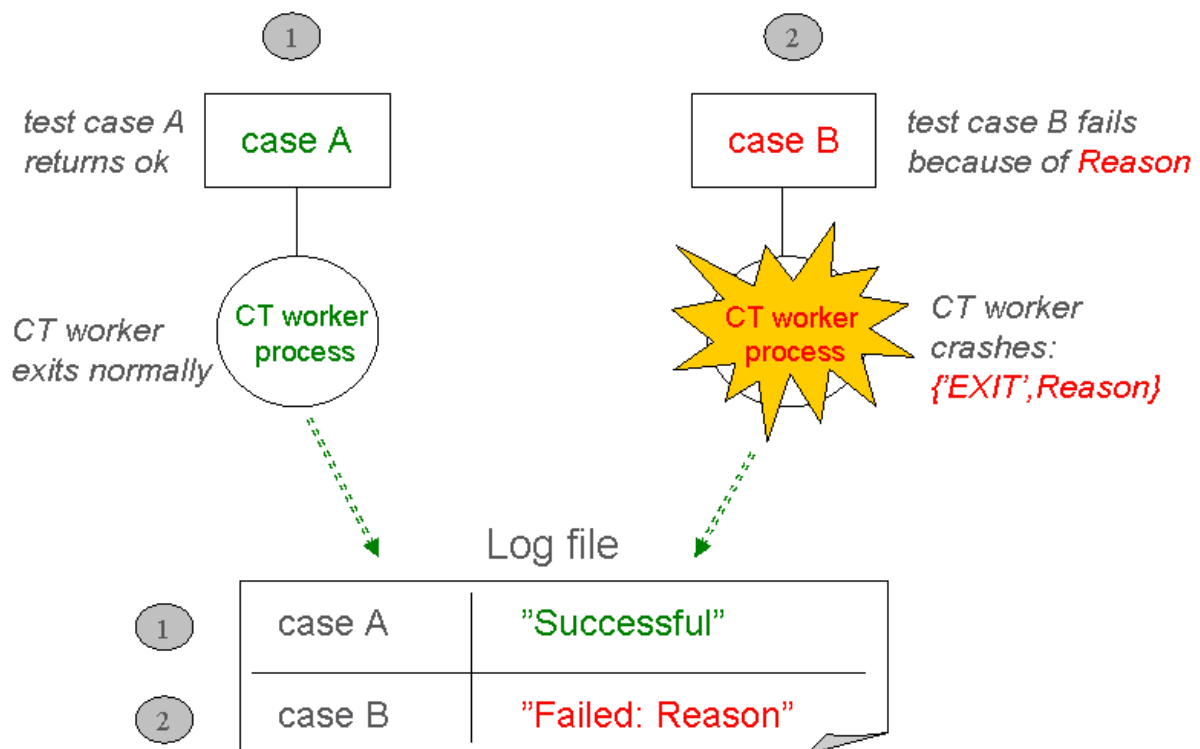 1
2
test case A
returns ok
case A
case B
test case B fails
because of Reason
CT worker
exits normally
CT worker
process
CT worker
process
CT worker
crashes:
{'EXIT',Reason}
Log file
1
case A
”Successful”
2
case B
”Failed: Reason”